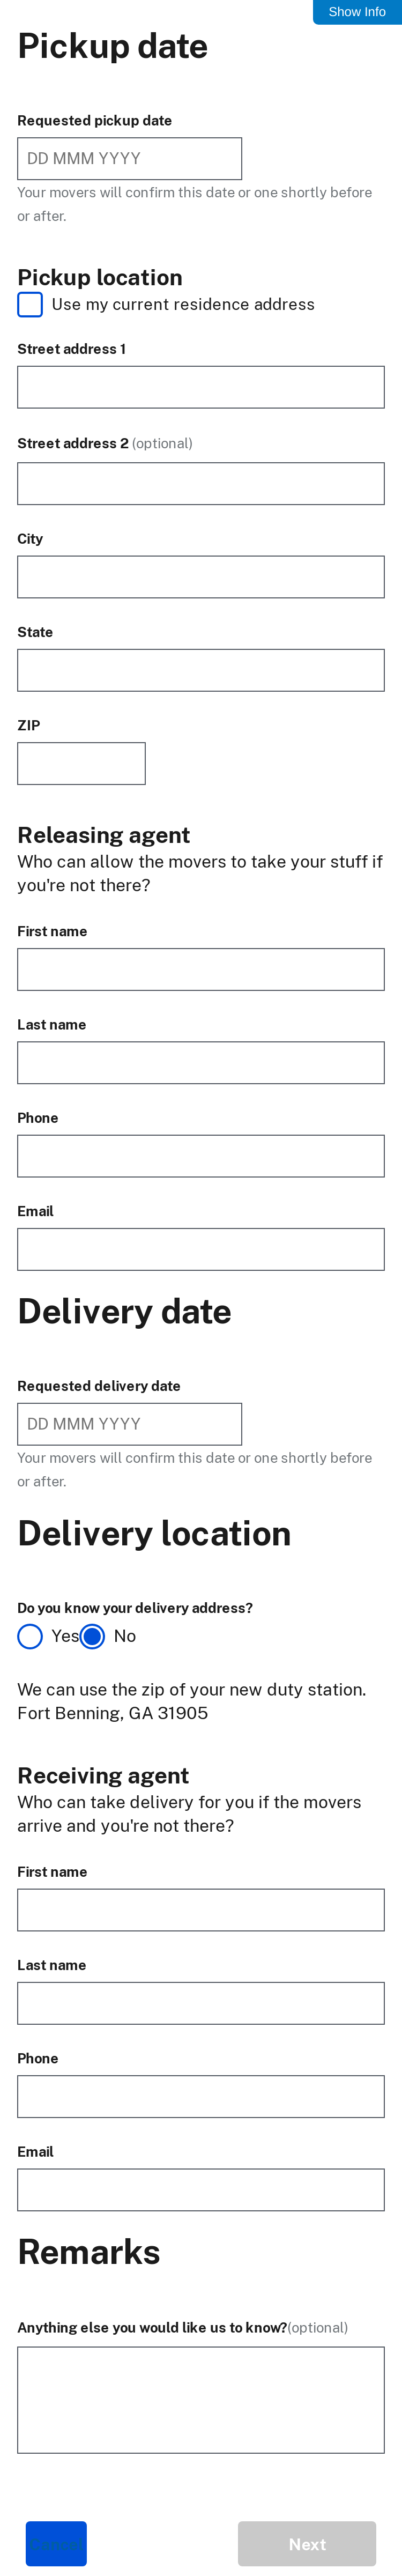 Show Info
Pickup date
Requested pickup date
DD MMM YYYY
Your movers will confirm this date or one shortly before
or after.
Pickup location
Use my current residence address
Street address 1
Street address 2 (optional)
City
State
ZIP
Releasing agent
Who can allow the movers to take your stuff if
you're not there?
First name
Last name
Phone
Email
Delivery date
Requested delivery date
DD MMM YYYY
Your movers will confirm this date or one shortly before
or after.
Delivery location
Do you know your delivery address?
Yes No
We can use the zip of your new duty station.
Fort Benning, GA 31905
Receiving agent
Who can take delivery for you if the movers
arrive and you're not there?
First name
Last name
Phone
Email
Remarks
Anything else you would like us to know?(optional)
Cancel Next